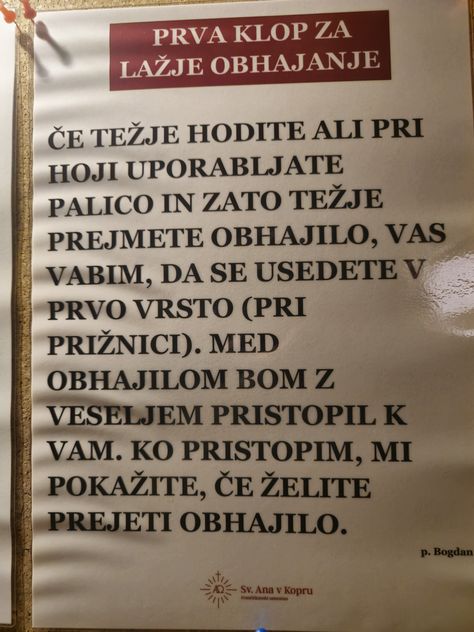 PRVA KLOP ZA
LAŽJE OBHAJANJE
ČE TEŽJE HODITE ALI PRI
HOJI UPORABLJATE
PALICO IN ZATO TEŽJE
PREJMETE OBHAJILO, VAS
VABIM, DA SE USEDETE V
PRVO VRSTO (PRI
PRIŽNICI). MED
OBHAJILOM BOM Z
VESELJEM PRISTOPIL K
VAM. KO PRISTOPIM, MI
POKAŽITE, ČE ŽELITE
PREJETI OBHAJILO.
p. Bogdan
Sv. Ana v Kopru